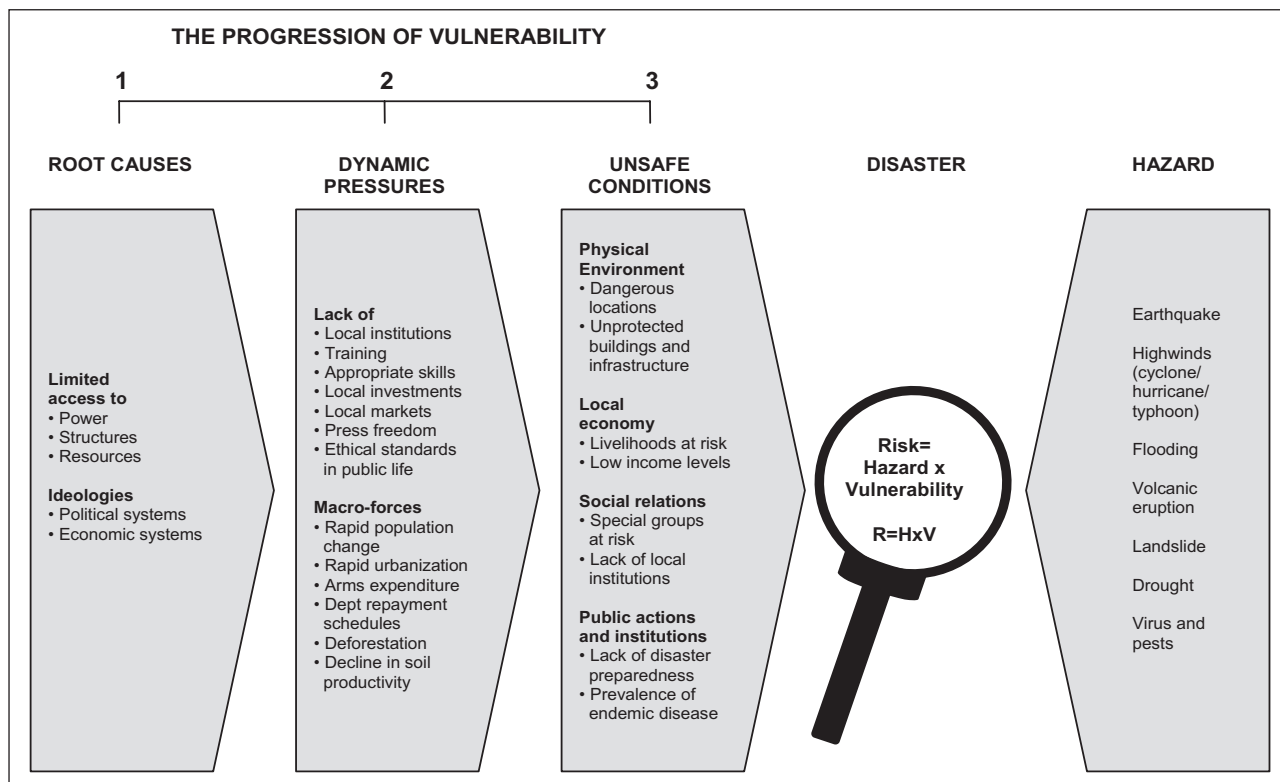 THE PROGRESSION OF VULNERABILITY
1
2
3
ROOT CAUSES
DYNAMIC
PRESSURES
UNSAFE
CONDITIONS
DISASTER
HAZARD
Limited
access to
• Power
• Structures
• Resources
Ideologies
• Political systems
• Economic systems
Lack of
• Local institutions
• Training
• Appropriate skills
• Local investments
• Local markets
• Press freedom
• Ethical standards
in public life
Macro-forces
• Rapid population
change
• Rapid urbanization
• Arms expenditure
• Dept repayment
schedules
• Deforestation
• Decline in soil
productivity
Physical
Environment
• Dangerous
locations
• Unprotected
buildings and
infrastructure
Local
economy
• Livelihoods at risk
• Low income levels
Social relations
• Special groups
at risk
• Lack of local
institutions
Public actions
and institutions
• Lack of disaster
preparedness
• Prevalence of
endemic disease
Risk=
Hazard x
Vulnerability
R=HxV
Earthquake
Highwinds
(cyclone/
hurricane/
typhoon)
Flooding
Volcanic
eruption
Landslide
Drought
Virus and
pests